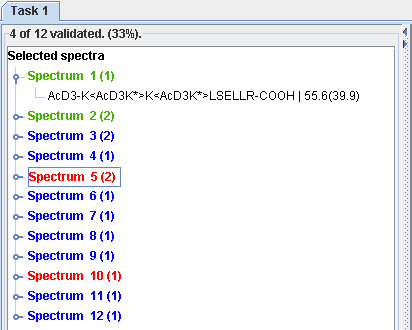 Task 1
4 of 12 validated. (33%).
Selected spectra
Spectrum 1 (1)
AcD3-K<AcD3K*>K<AcD3K*>LSELLR-COOH | 55.6(39.9)
Spectrum 2 (2)
Spectrum 3 (2)
Spectrum 4 (1)
Spectrum 5 (2)
Spectrum 6 (1)
Spectrum 7 (1)
Spectrum 8 (1)
Spectrum 9 (1)
Spectrum 10 (1)
Spectrum 11 (1)
Spectrum 12 (1)